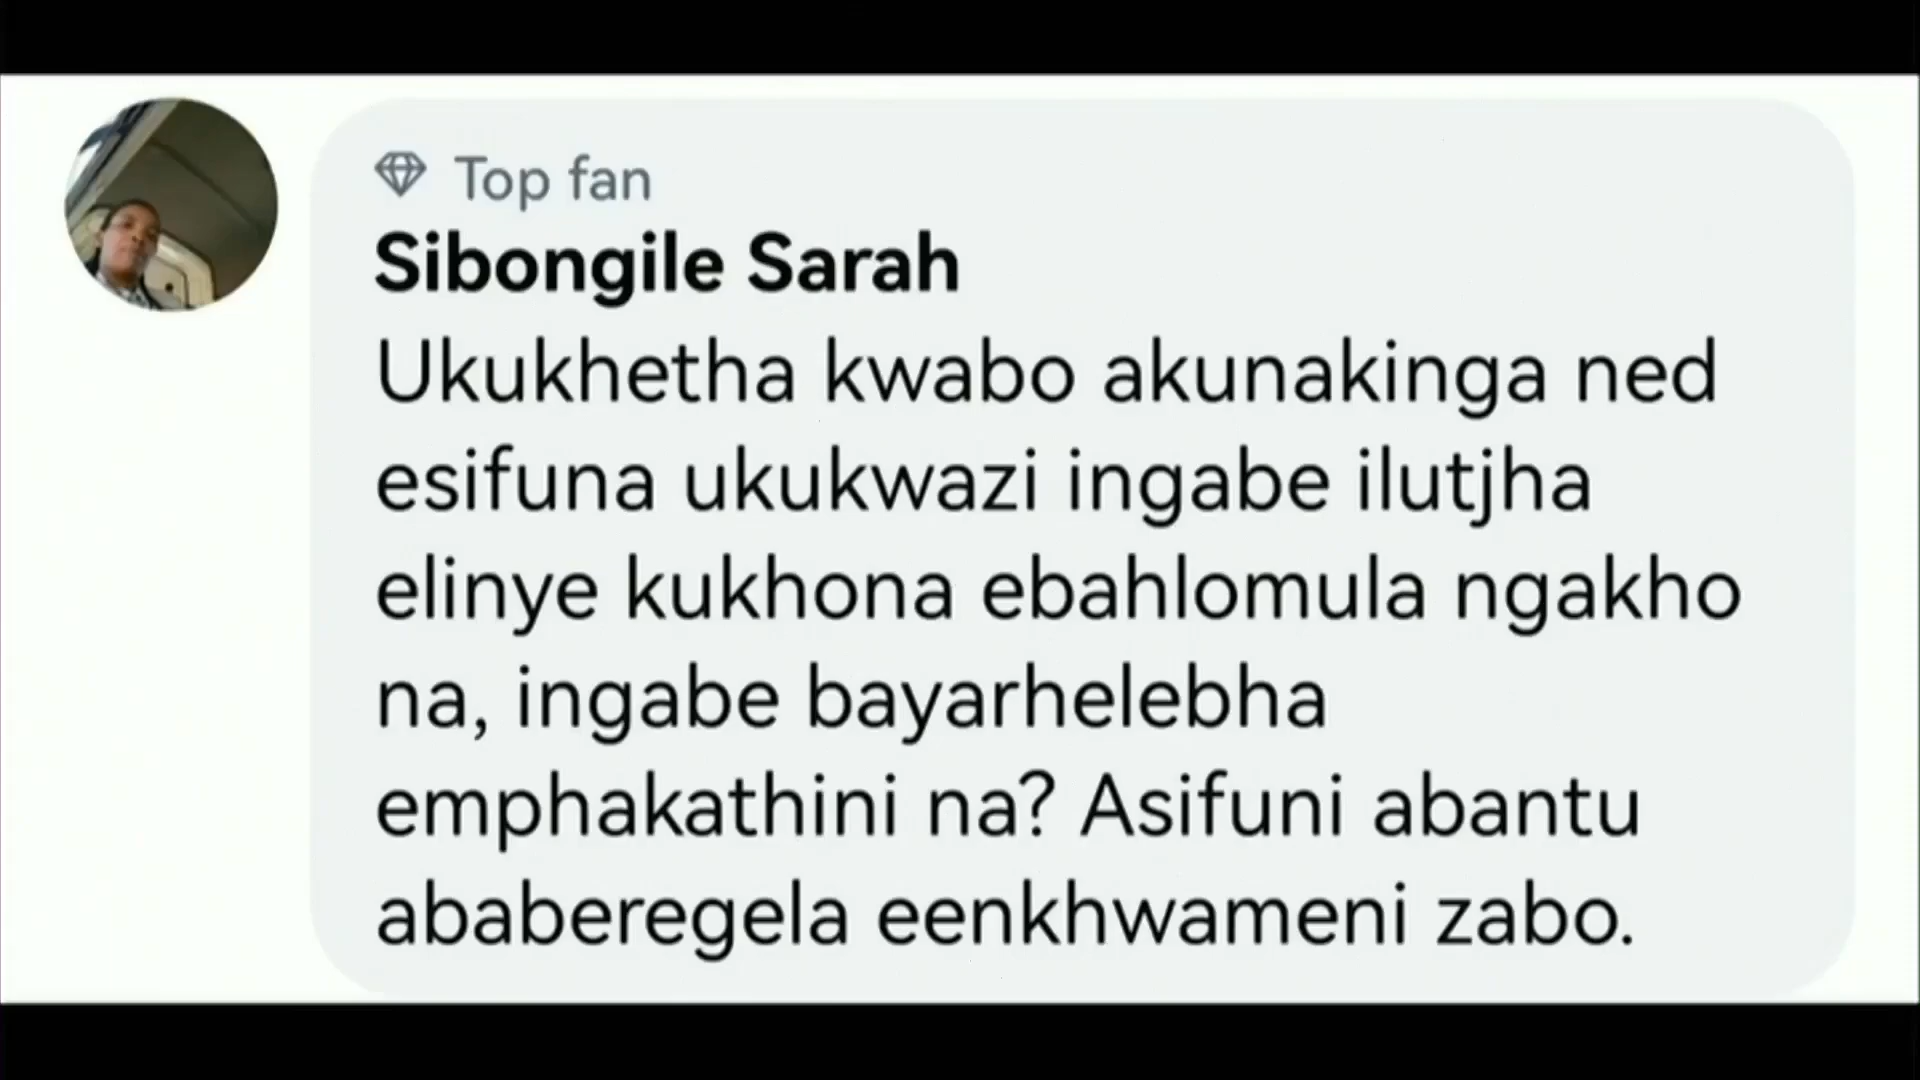 Top fan
Sibongile Sarah
Ukukhetha kwabo akunakinga ned
esifuna ukukwazi ingabe ilutjha
elinye kukhona ebahlomula ngakho
na, ingabe bayarhelebha
emphakathini na? Asifuni abantu
ababeregela eenkhwameni zabo.